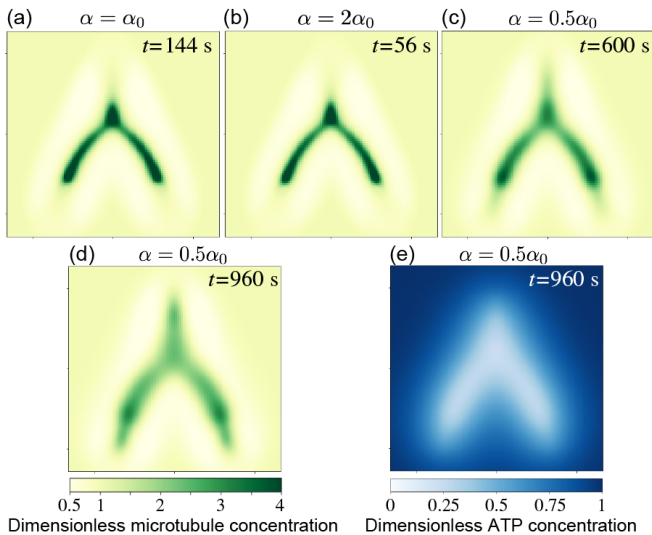 (a) α = α₀
t=144 s
(b) α = 2α₀
t=56 s
(c) α = 0.5α₀
t=600 s
(d) α = 0.5α₀
t=960 s
(e) α = 0.5α₀
t=960 s
0.5 1 2 3 4
Dimensionless microtubule concentration
0 0.25 0.5 0.75 1
Dimensionless ATP concentration